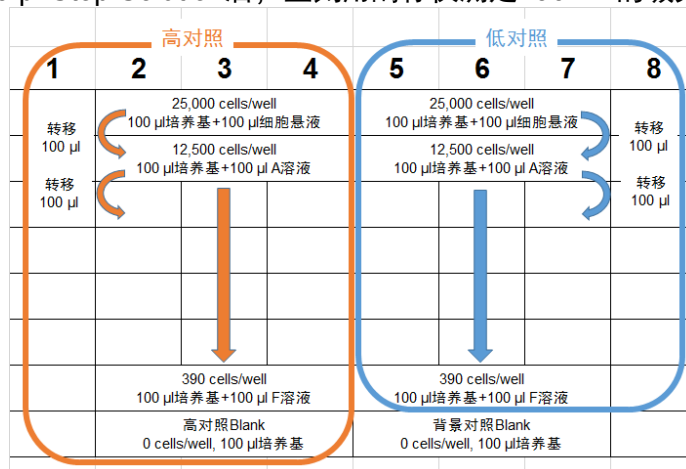 高对照
低对照
1 2 3 4 5 6 7 8
25,000 cells/well
100 µl培养基+100 µl细胞悬液
25,000 cells/well
100 µl培养基+100 µl细胞悬液
转移
100 µl
转移
100 µl
12,500 cells/well
100 µl培养基+100 µl A溶液
12,500 cells/well
100 µl培养基+100 µl A溶液
转移
100 µl
转移
100 µl
390 cells/well
100 µl培养基+100 µl F溶液
390 cells/well
100 µl培养基+100 µl F溶液
高对照Blank
0 cells/well, 100 µl培养基
背景对照Blank
0 cells/well, 100 µl培养基